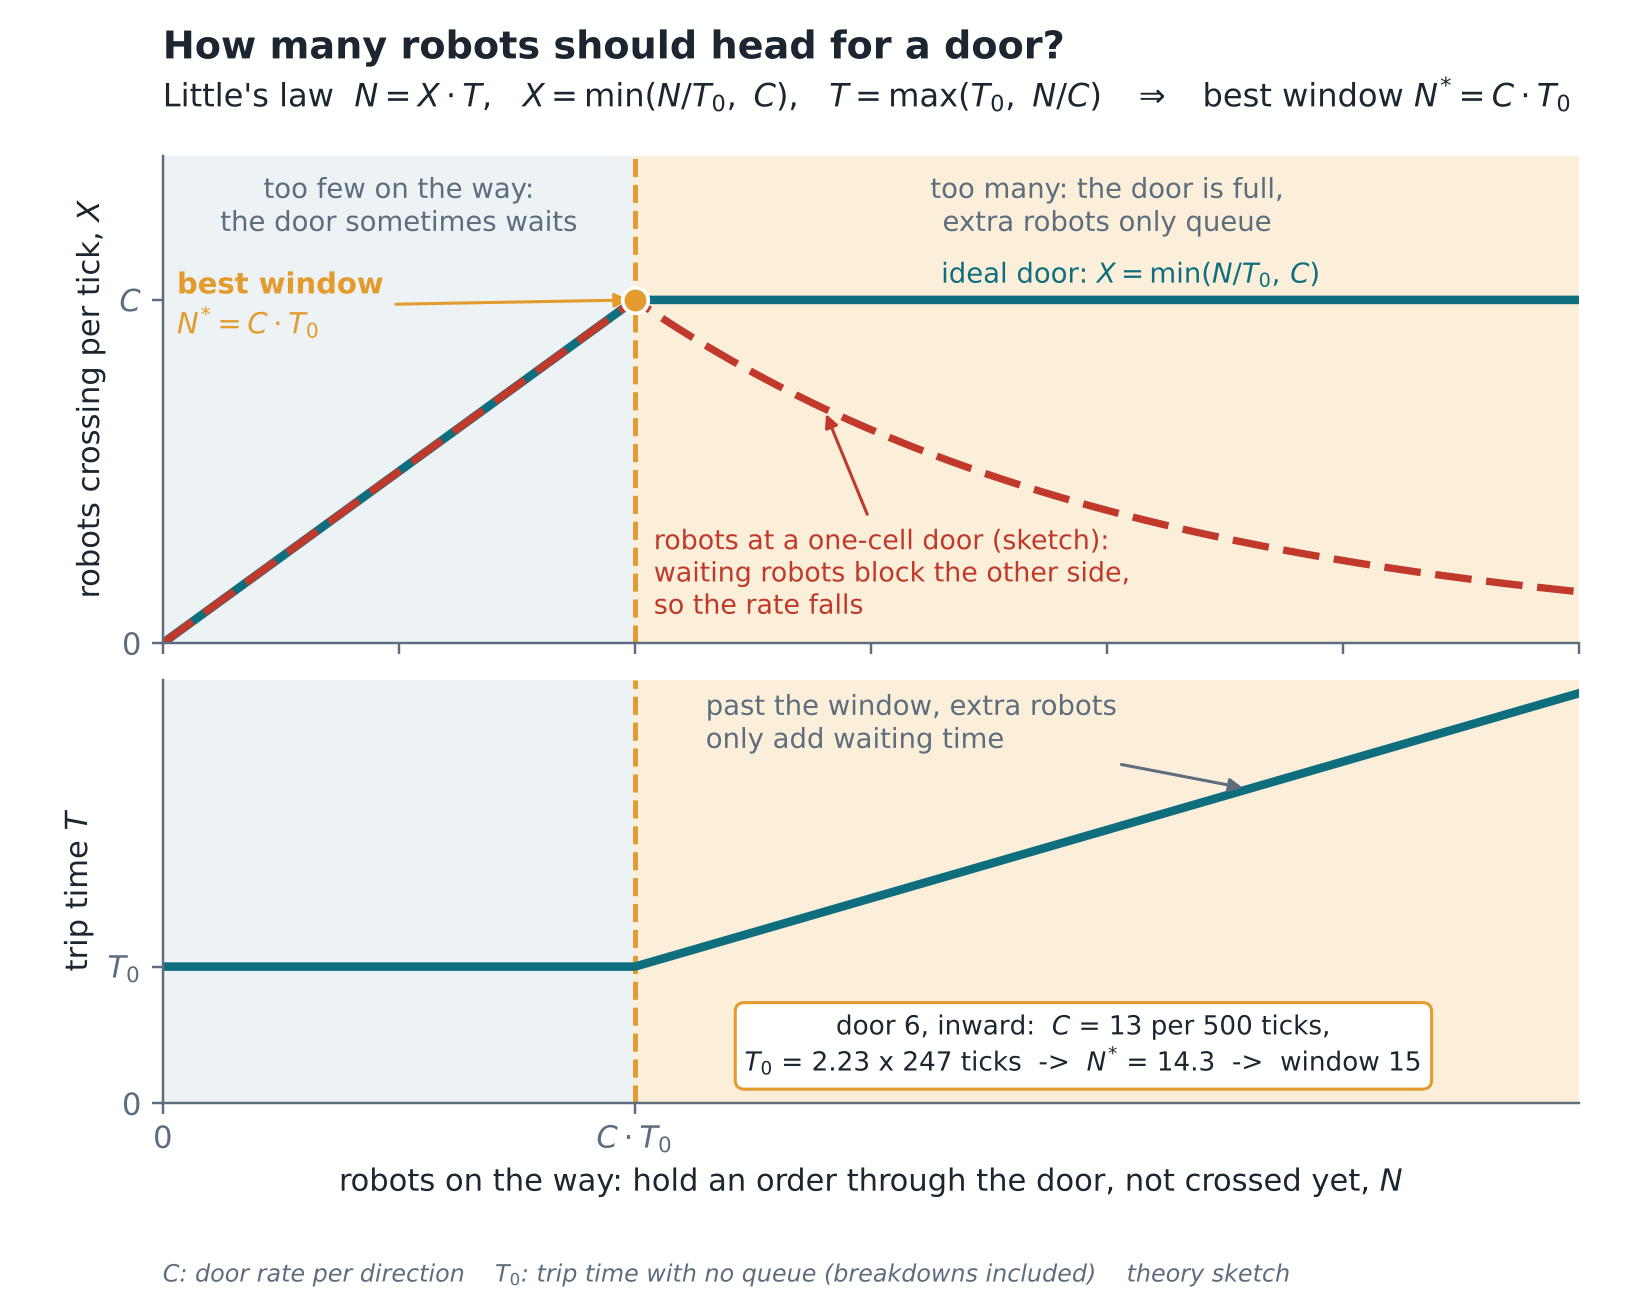 How many robots should head for a door?
Little's law N = X · T, X = min(N/T₀, C), T = max(T₀, N/C) ⇒ best window N* = C · T₀
robots crossing per tick, X
too few on the way:
the door sometimes waits
too many: the door is full,
extra robots only queue
ideal door: X = min(N/T₀, C)
best window
N* = C · T₀
C
robots at a one-cell door (sketch):
waiting robots block the other side,
so the rate falls
0
trip time T
past the window, extra robots
only add waiting time
T₀
door 6, inward: C = 13 per 500 ticks,
T₀ = 2.23 x 247 ticks -> N* = 14.3 -> window 15
0
0
C · T₀
robots on the way: hold an order through the door, not crossed yet, N
C: door rate per direction T₀: trip time with no queue (breakdowns included) theory sketch